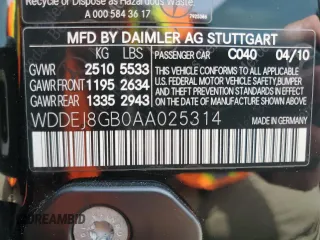 Recycle or Dispose as Hazardous Waste.
A 000 584 36 17
MFD BY DAIMLER AG STUTTGART
KG LBS PASSENGER CAR C040 04/10
GVWR 2510 5533
GAWR FRONT 1195 2634
GAWR REAR 1335 2943
THIS VEHICLE CONFORMS TO ALL APPLICABLE
U.S. FEDERAL MOTOR VEHICLE SAFETY, BUMPER,
AND THEFT PREVENTION STANDARDS IN EFFECT
ON THE DATE OF MANUFACTURE SHOWN ABOVE.
WDDEJ8GB0AA025314
DREAMBID